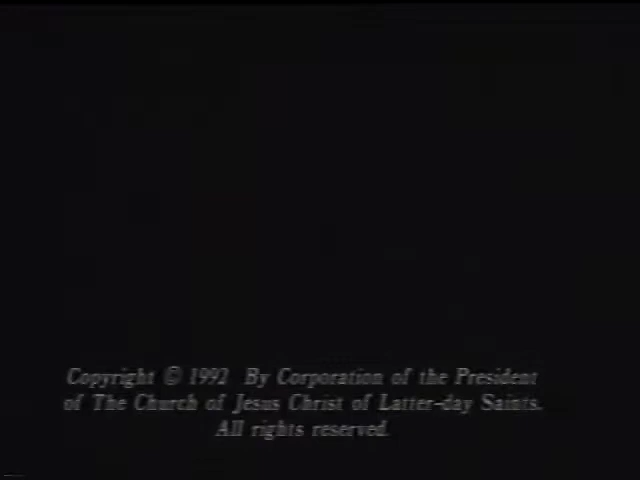 Copyright © 1992 By Corporation of the President
of The Church of Jesus Christ of Latter-day Saints.
All rights reserved.